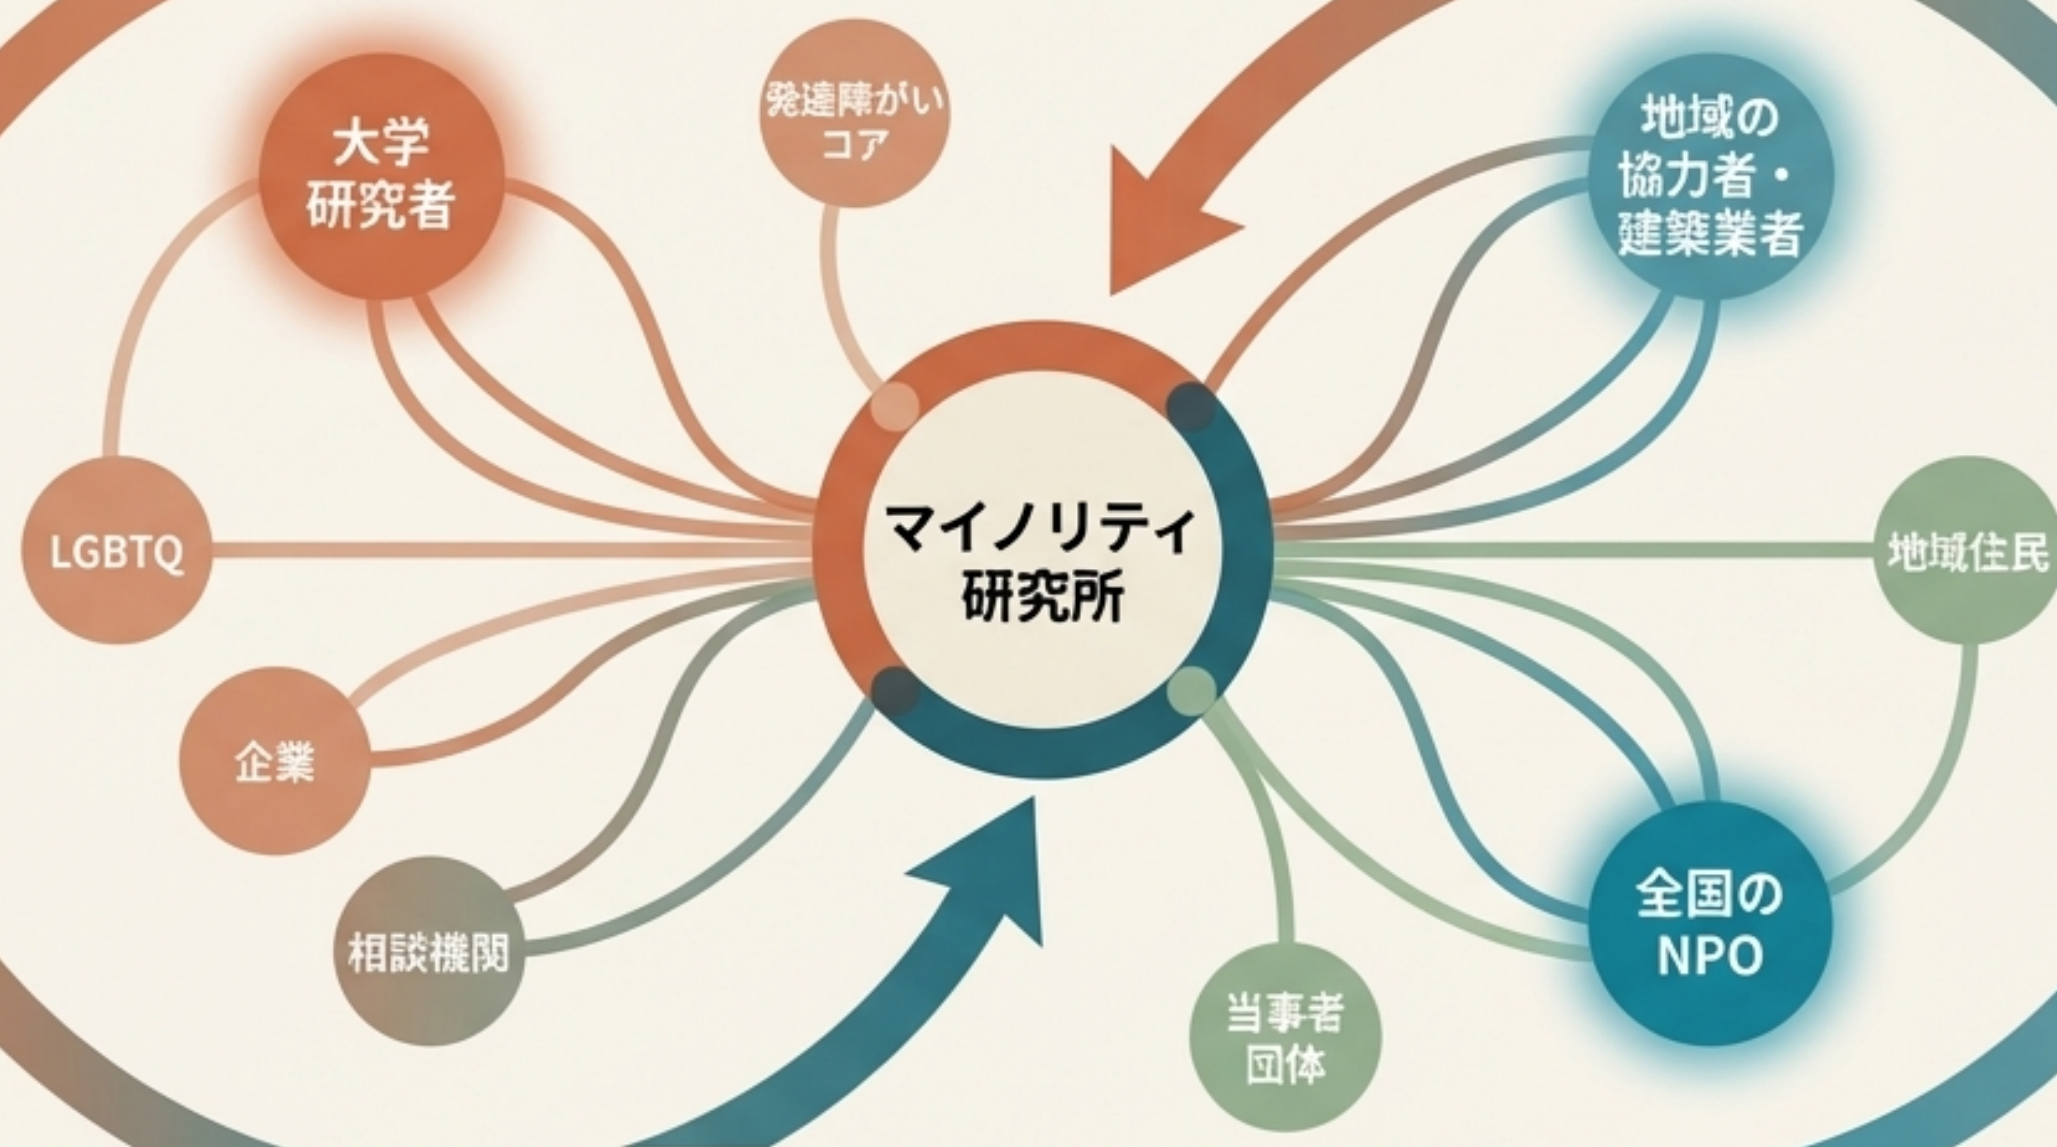 大学
研究者
発達障がい
コア
地域の
協力者・
建築業者
LGBTQ
マイノリティ
研究所
地域住民
企業
相談機関
全国の
NPO
当事者
団体